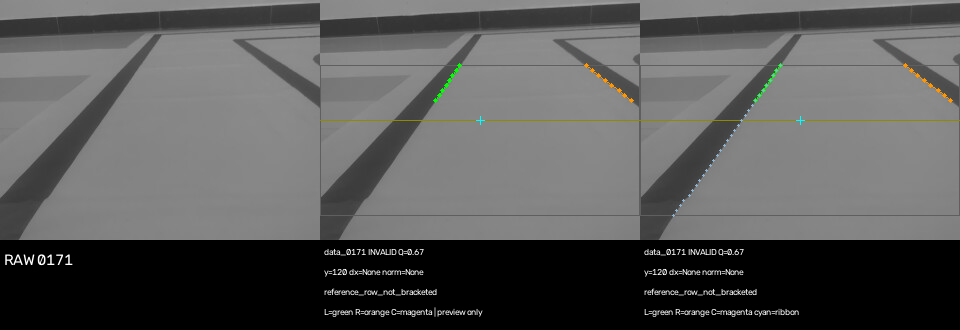 RAW 0171
data_0171 INVALID Q=0.67
y=120 dx=None norm=None
reference_row_not_bracketed
L=green R=orange C=magenta | preview only
data_0171 INVALID Q=0.67
y=120 dx=None norm=None
reference_row_not_bracketed
L=green R=orange C=magenta cyan=ribbon